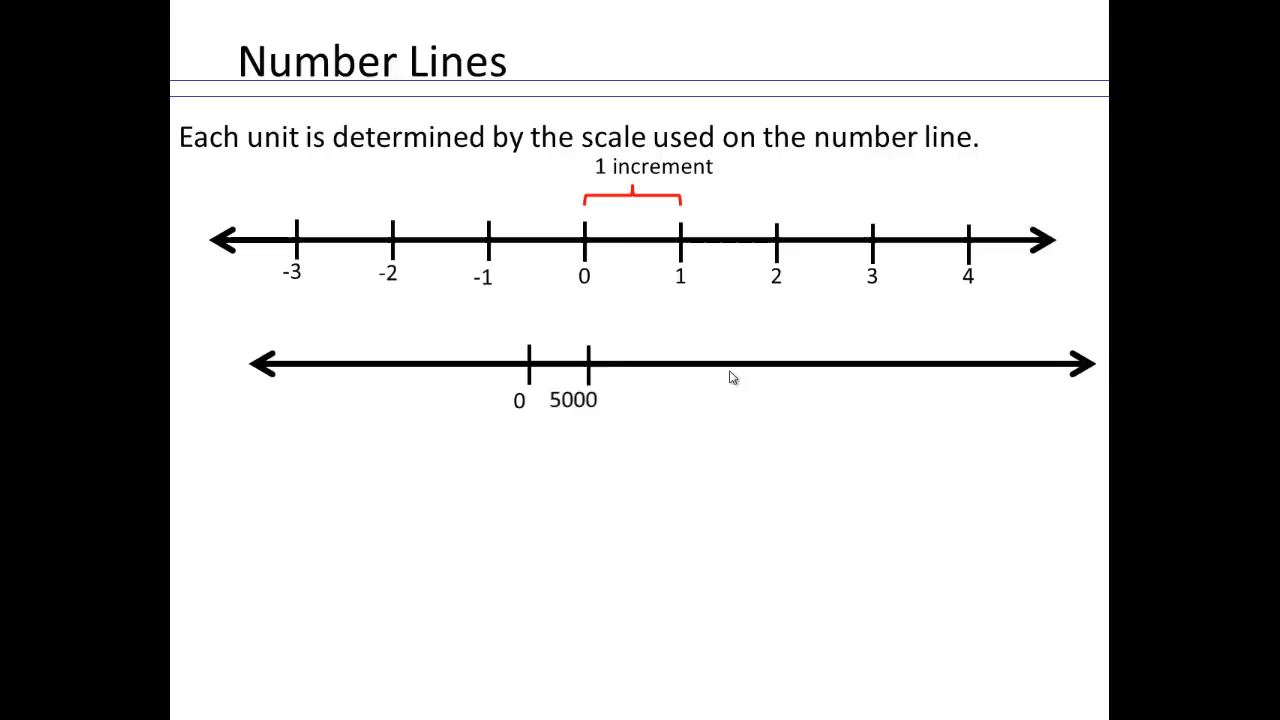 Number Lines
Each unit is determined by the scale used on the number line.
1 increment
-3 -2 -1 0 1 2 3 4
0 5000